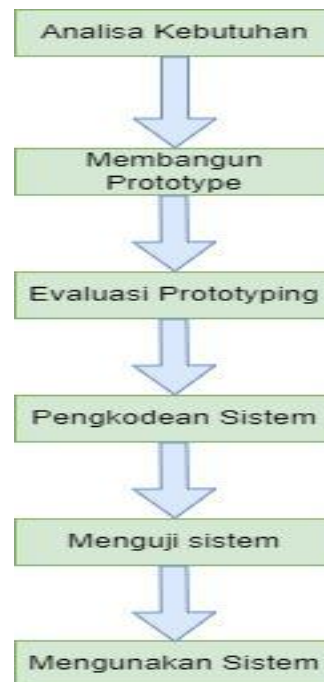 Analisa Kebutuhan
Membangun
Prototype
Evaluasi Prototyping
Pengkodean Sistem
Menguji sistem
Mengunakan Sistem